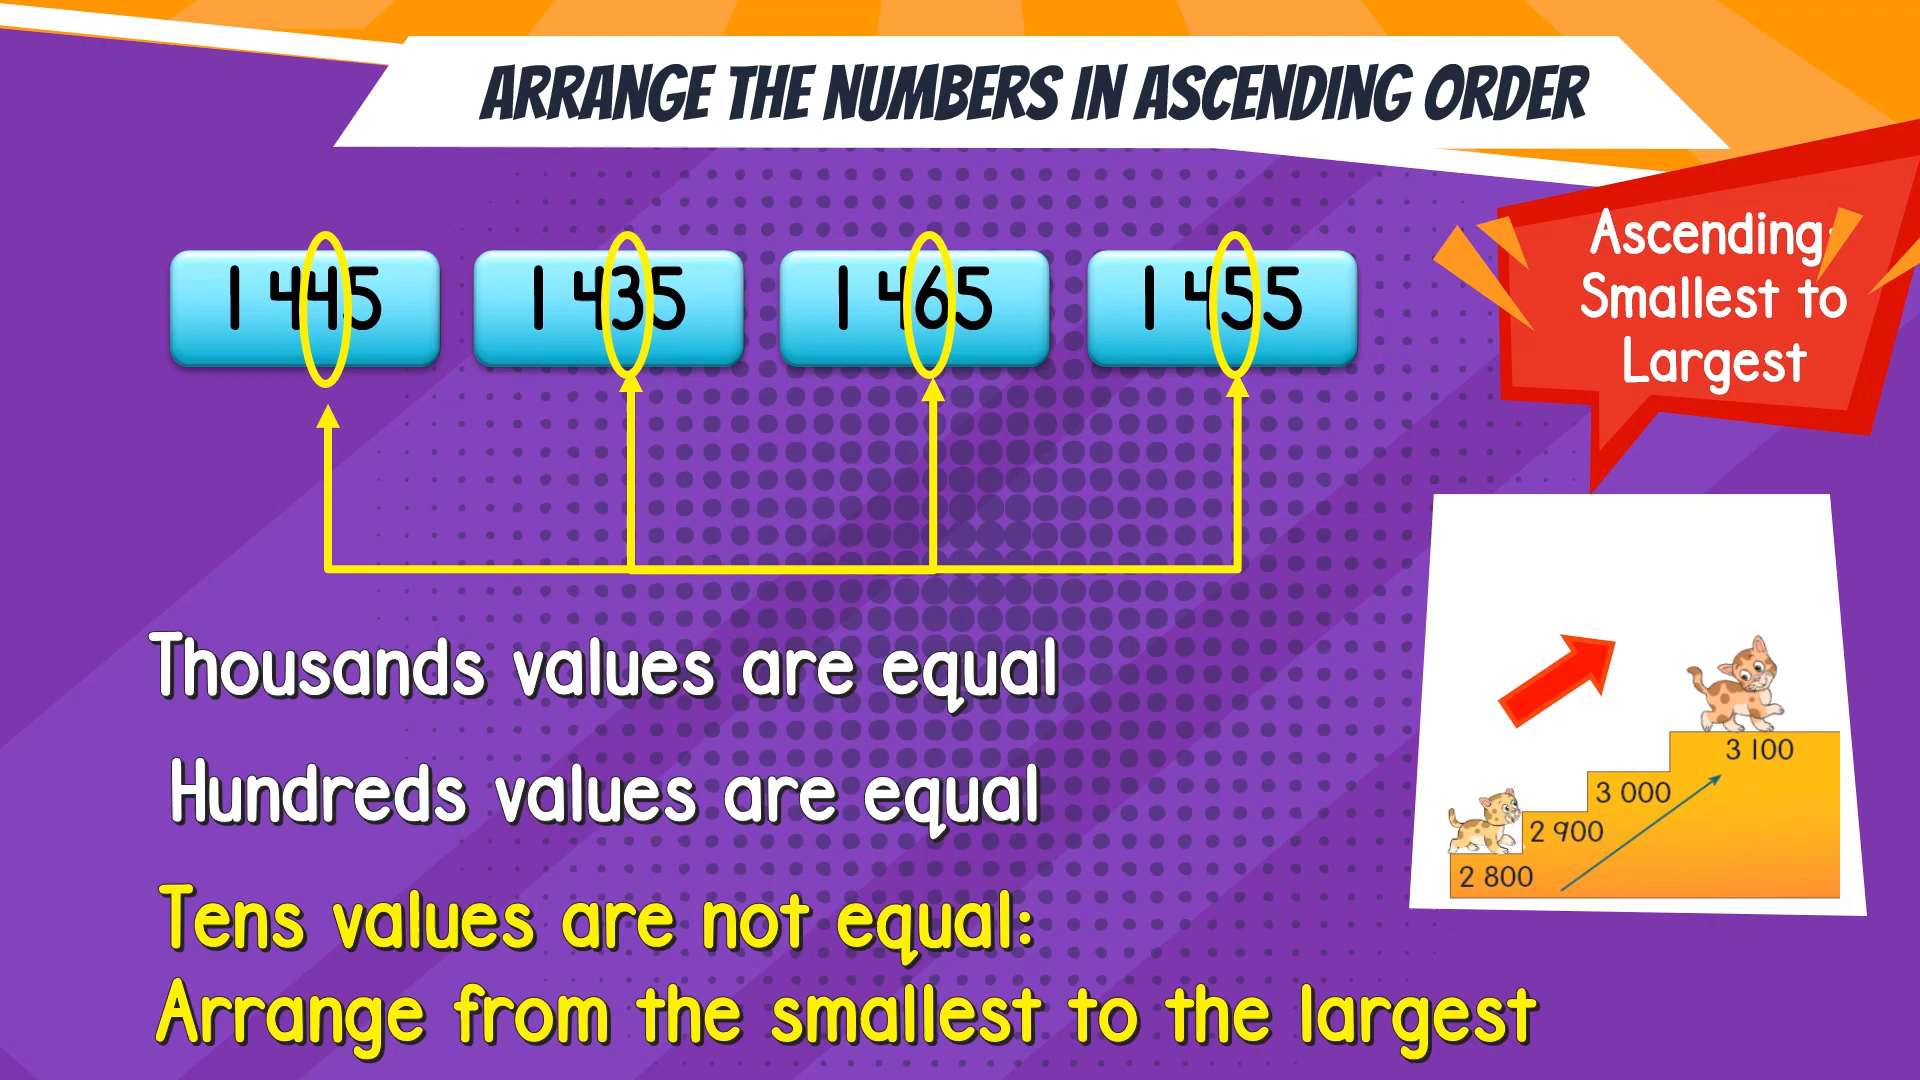 ARRANGE THE NUMBERS IN ASCENDING ORDER
1 445 1 435 1 465 1 455
Ascending:
Smallest to
Largest
Thousands values are equal
Hundreds values are equal
Tens values are not equal:
Arrange from the smallest to the largest
3 100
3 000
2 900
2 800